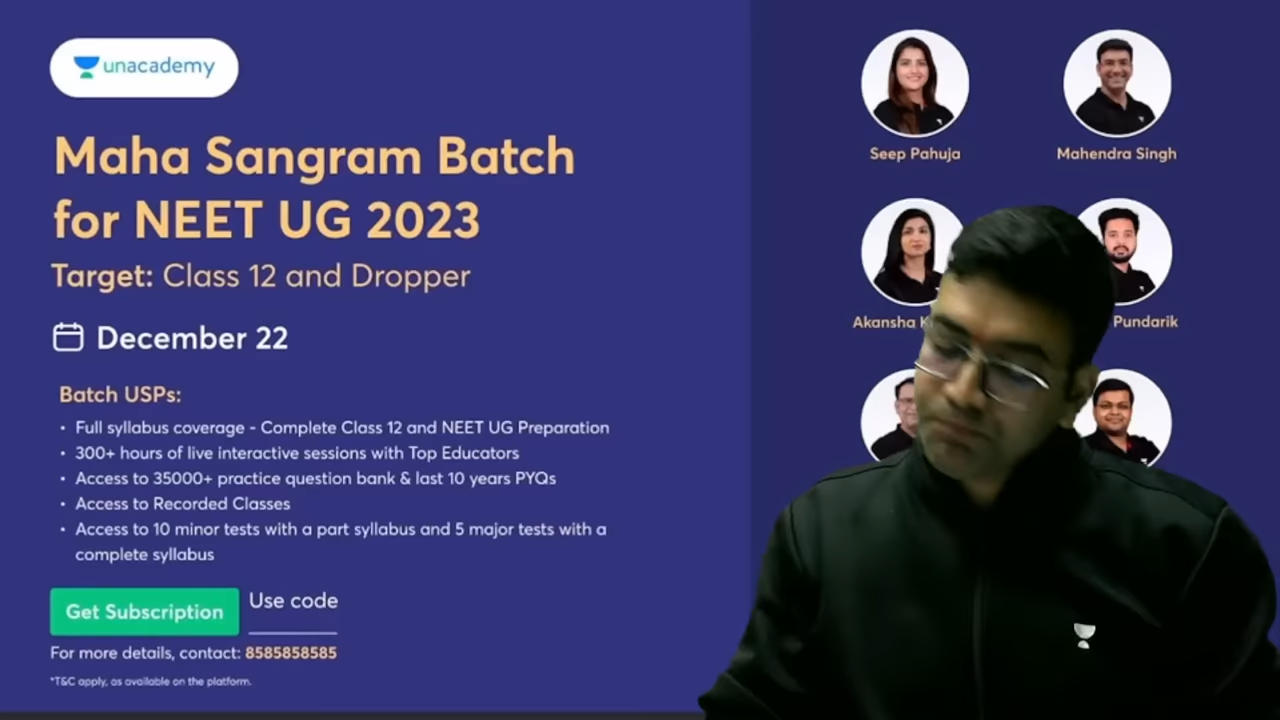 unacademy
Maha Sangram Batch
for NEET UG 2023
Target: Class 12 and Dropper
December 22
Batch USPs:
• Full syllabus coverage - Complete Class 12 and NEET UG Preparation
• 300+ hours of live interactive sessions with Top Educators
• Access to 35000+ practice question bank & last 10 years PYQs
• Access to Recorded Classes
• Access to 10 minor tests with a part syllabus and 5 major tests with a
complete syllabus
Get Subscription
Use code
For more details, contact: 8585858585
*T&C apply, as available on the platform.
Seep Pahuja
Mahendra Singh
Akansha
Pundarik